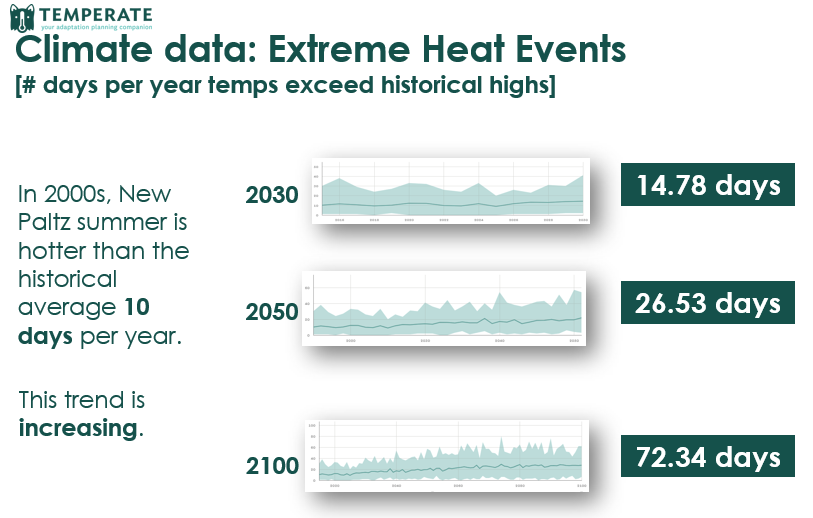 TEMPERATE
your adaptation planning companion
Climate data: Extreme Heat Events
[# days per year temps exceed historical highs]
In 2000s, New
Paltz summer is
hotter than the
historical
average 10
days per year.
This trend is
increasing.
2030
14.78 days
2050
26.53 days
2100
72.34 days